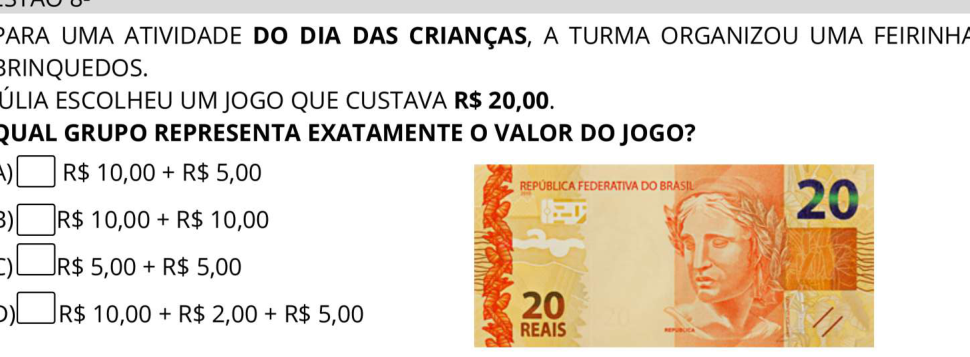 PARA UMA ATIVIDADE DO DIA DAS CRIANÇAS, A TURMA ORGANIZOU UMA FEIRINHA
BRINQUEDOS.
ÚLIA ESCOLHEU UM JOGO QUE CUSTAVA R$ 20,00.
QUAL GRUPO REPRESENTA EXATAMENTE O VALOR DO JOGO?
A) R$ 10,00 + R$ 5,00
B) R$ 10,00 + R$ 10,00
C) R$ 5,00 + R$ 5,00
D) R$ 10,00 + R$ 2,00 + R$ 5,00
REPÚBLICA FEDERATIVA DO BRASIL
20
20
REAIS
REPÚBLICA